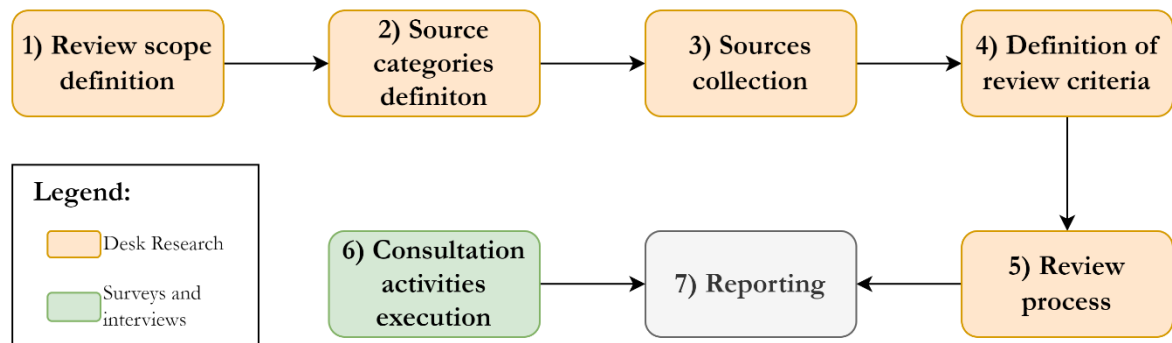 1) Review scope
definition
2) Source
categories
definiton
3) Sources
collection
4) Definition of
review criteria
Legend:
Desk Research
Surveys and
interviews
6) Consultation
activities
execution
7) Reporting
5) Review
process